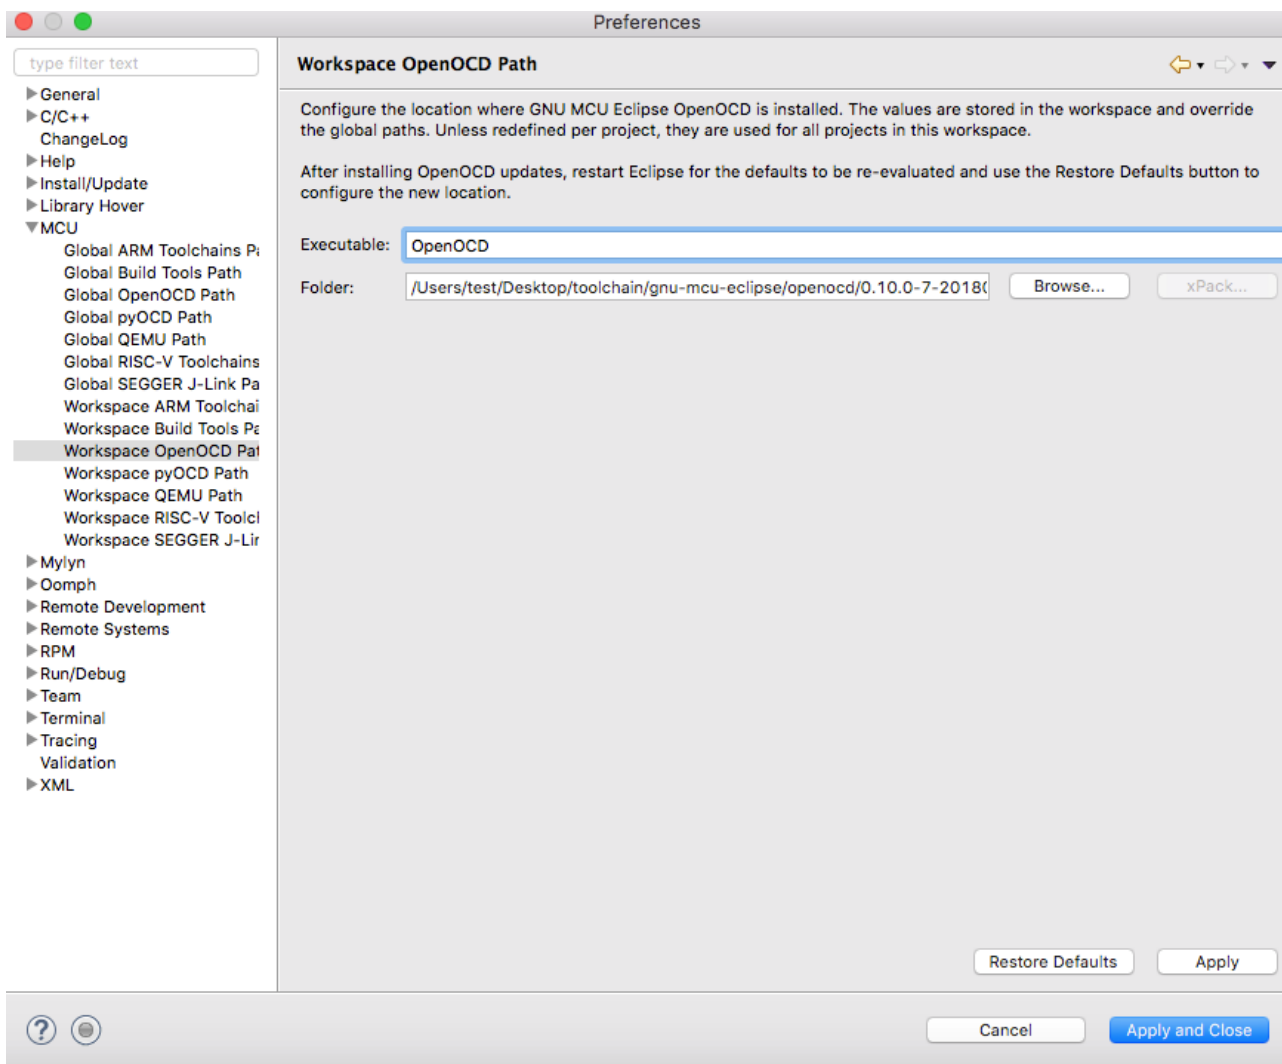 Preferences
type filter text
General
C/C++
ChangeLog
Help
Install/Update
Library Hover
MCU
Global ARM Toolchains Pa
Global Build Tools Path
Global OpenOCD Path
Global pyOCD Path
Global QEMU Path
Global RISC-V Toolchains
Global SEGGER J-Link Pa
Workspace ARM Toolchai
Workspace Build Tools Pa
Workspace OpenOCD Pat
Workspace pyOCD Path
Workspace QEMU Path
Workspace RISC-V Toolcl
Workspace SEGGER J-Lir
Mylyn
Oomph
Remote Development
Remote Systems
RPM
Run/Debug
Team
Terminal
Tracing
Validation
XML
Workspace OpenOCD Path
Configure the location where GNU MCU Eclipse OpenOCD is installed. The values are stored in the workspace and override
the global paths. Unless redefined per project, they are used for all projects in this workspace.
After installing OpenOCD updates, restart Eclipse for the defaults to be re-evaluated and use the Restore Defaults button to
configure the new location.
Executable: OpenOCD
Folder: /Users/test/Desktop/toolchain/gnu-mcu-eclipse/openocd/0.10.0-7-2018( Browse... xPack...
Restore Defaults Apply
? Cancel Apply and Close